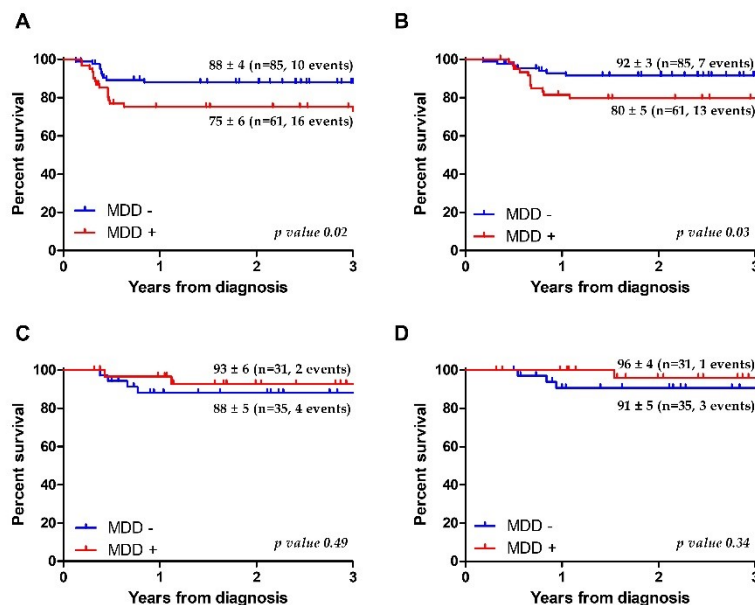 A
Percent survival
100
80
60
40
20
0
88 ± 4 (n=85, 10 events)
75 ± 6 (n=61, 16 events)
MDD -
MDD +
p value 0.02
0 1 2 3
Years from diagnosis
B
Percent survival
100
80
60
40
20
0
92 ± 3 (n=85, 7 events)
80 ± 5 (n=61, 13 events)
MDD -
MDD +
p value 0.03
0 1 2 3
Years from diagnosis
C
Percent survival
100
80
60
40
20
0
93 ± 6 (n=31, 2 events)
88 ± 5 (n=35, 4 events)
MDD -
MDD +
p value 0.49
0 1 2 3
Years from diagnosis
D
Percent survival
100
80
60
40
20
0
96 ± 4 (n=31, 1 events)
91 ± 5 (n=35, 3 events)
MDD -
MDD +
p value 0.34
0 1 2 3
Years from diagnosis